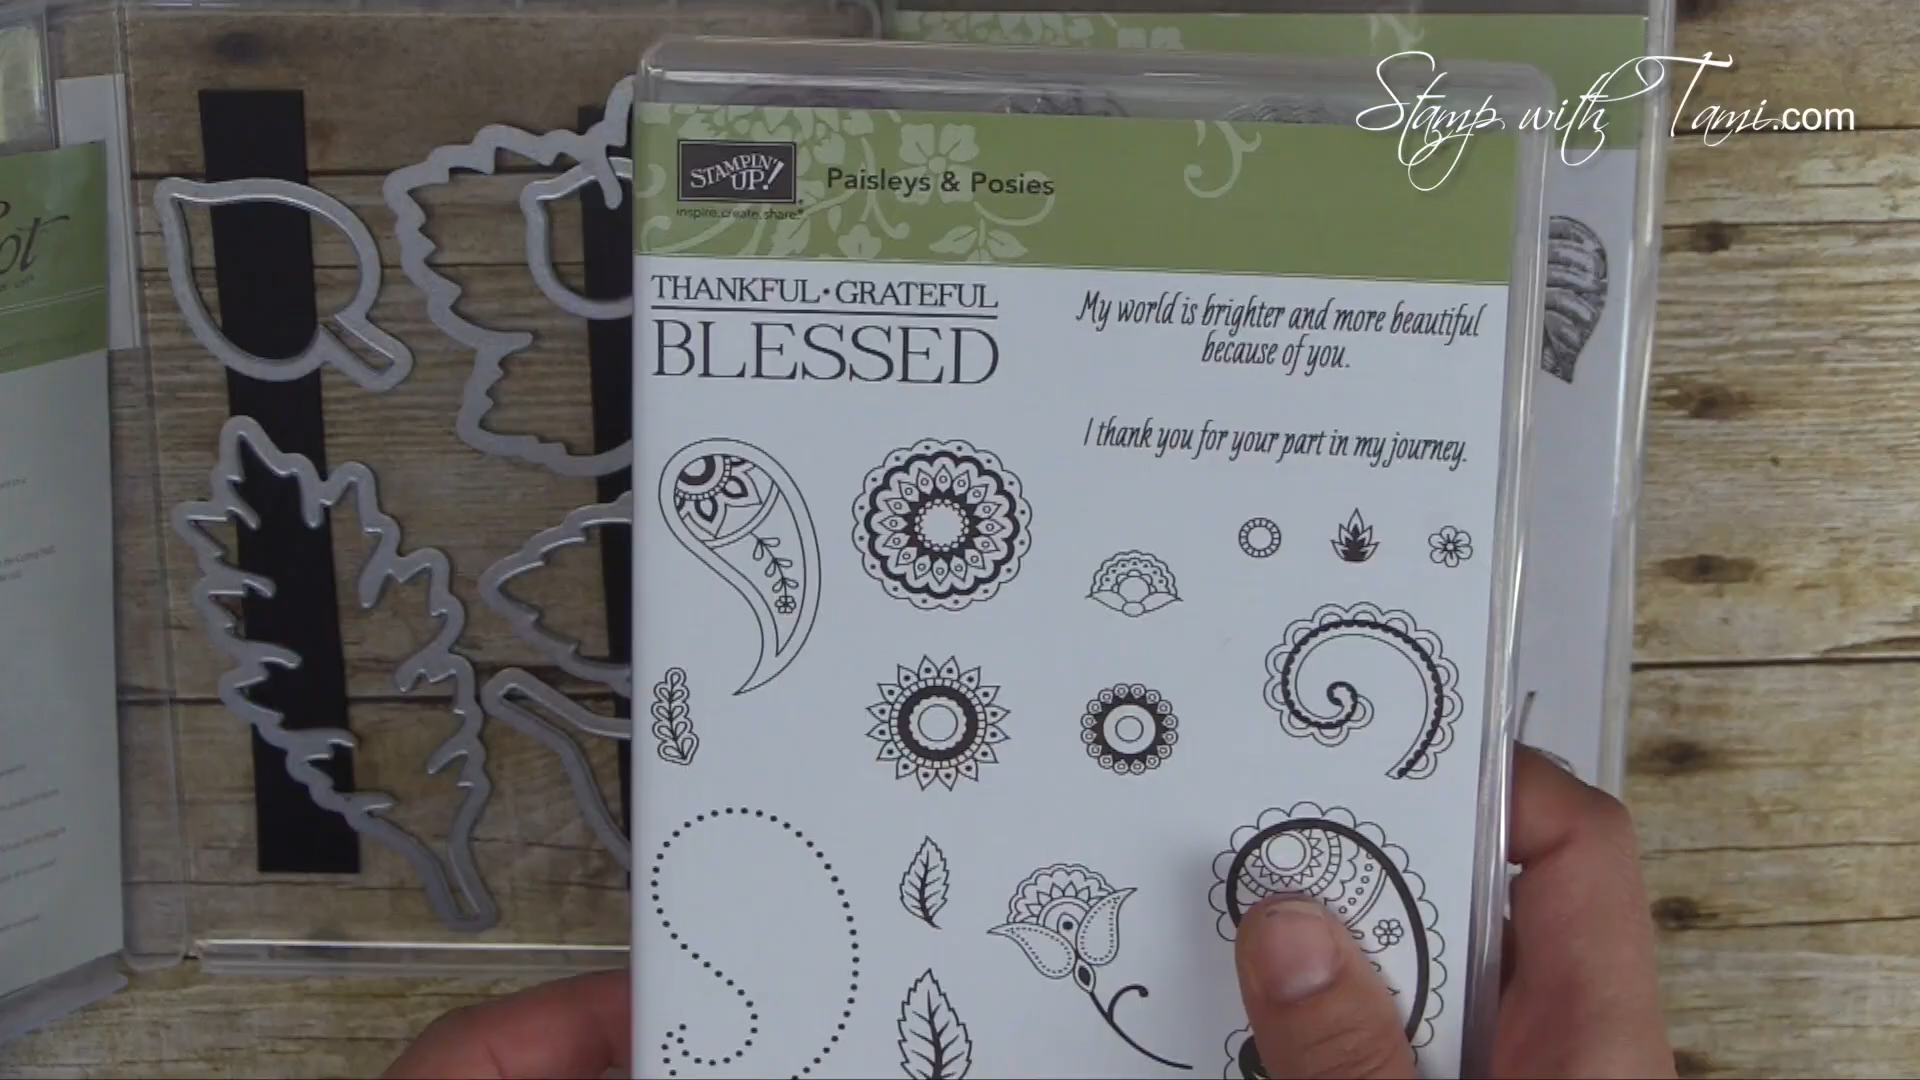 Stamp with Tami.com
STAMPIN' UP!
inspire.create.share.®
Paisleys & Posies
THANKFUL • GRATEFUL
BLESSED
My world is brighter and more beautiful
because of you.
I thank you for your part in my journey.